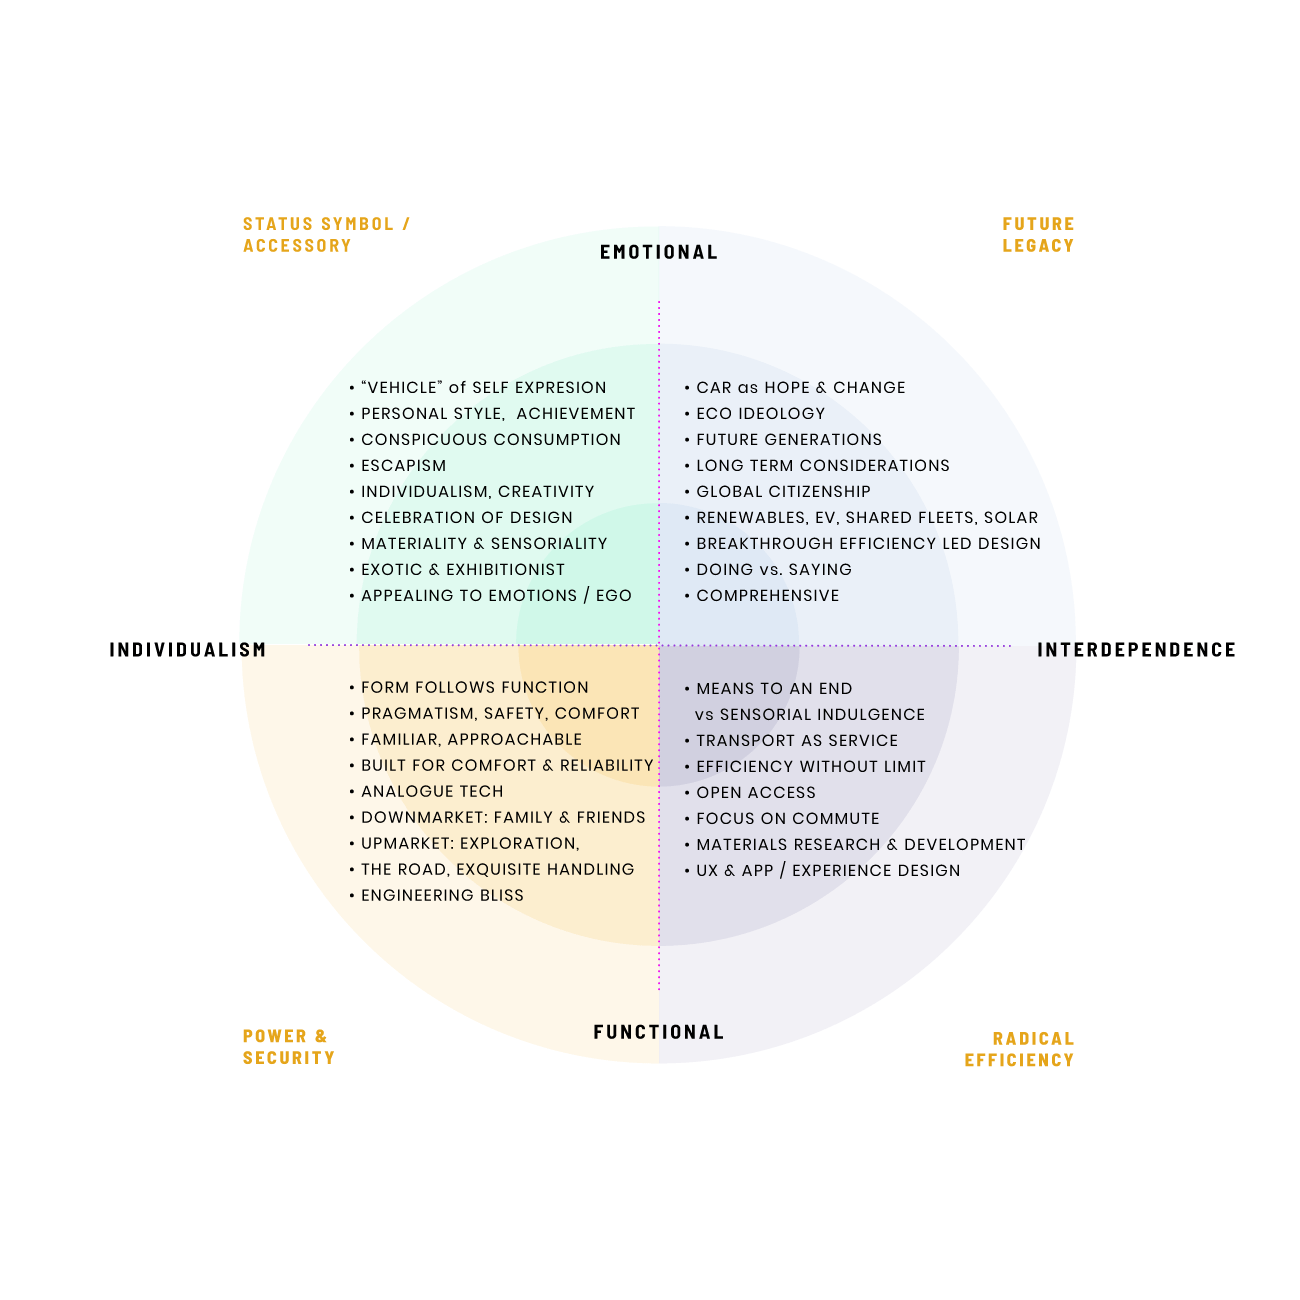 STATUS SYMBOL /
ACCESSORY
FUTURE
LEGACY
EMOTIONAL
• “VEHICLE” of SELF EXPRESION
• PERSONAL STYLE,  ACHIEVEMENT
• CONSPICUOUS CONSUMPTION
• ESCAPISM
• INDIVIDUALISM, CREATIVITY
• CELEBRATION OF DESIGN
• MATERIALITY & SENSORIALITY
• EXOTIC & EXHIBITIONIST
• APPEALING TO EMOTIONS / EGO
• CAR as HOPE & CHANGE
• ECO IDEOLOGY
• FUTURE GENERATIONS
• LONG TERM CONSIDERATIONS
• GLOBAL CITIZENSHIP
• RENEWABLES, EV, SHARED FLEETS, SOLAR
• BREAKTHROUGH EFFICIENCY LED DESIGN
• DOING vs. SAYING
• COMPREHENSIVE
INDIVIDUALISM
INTERDEPENDENCE
• FORM FOLLOWS FUNCTION
• PRAGMATISM, SAFETY, COMFORT
• FAMILIAR, APPROACHABLE
• BUILT FOR COMFORT & RELIABILITY
• ANALOGUE TECH
• DOWNMARKET: FAMILY & FRIENDS
• UPMARKET: EXPLORATION,
• THE ROAD, EXQUISITE HANDLING
• ENGINEERING BLISS
• MEANS TO AN END
vs SENSORIAL INDULGENCE
• TRANSPORT AS SERVICE
• EFFICIENCY WITHOUT LIMIT
• OPEN ACCESS
• FOCUS ON COMMUTE
• MATERIALS RESEARCH & DEVELOPMENT
• UX & APP / EXPERIENCE DESIGN
FUNCTIONAL
POWER &
SECURITY
RADICAL
EFFICIENCY